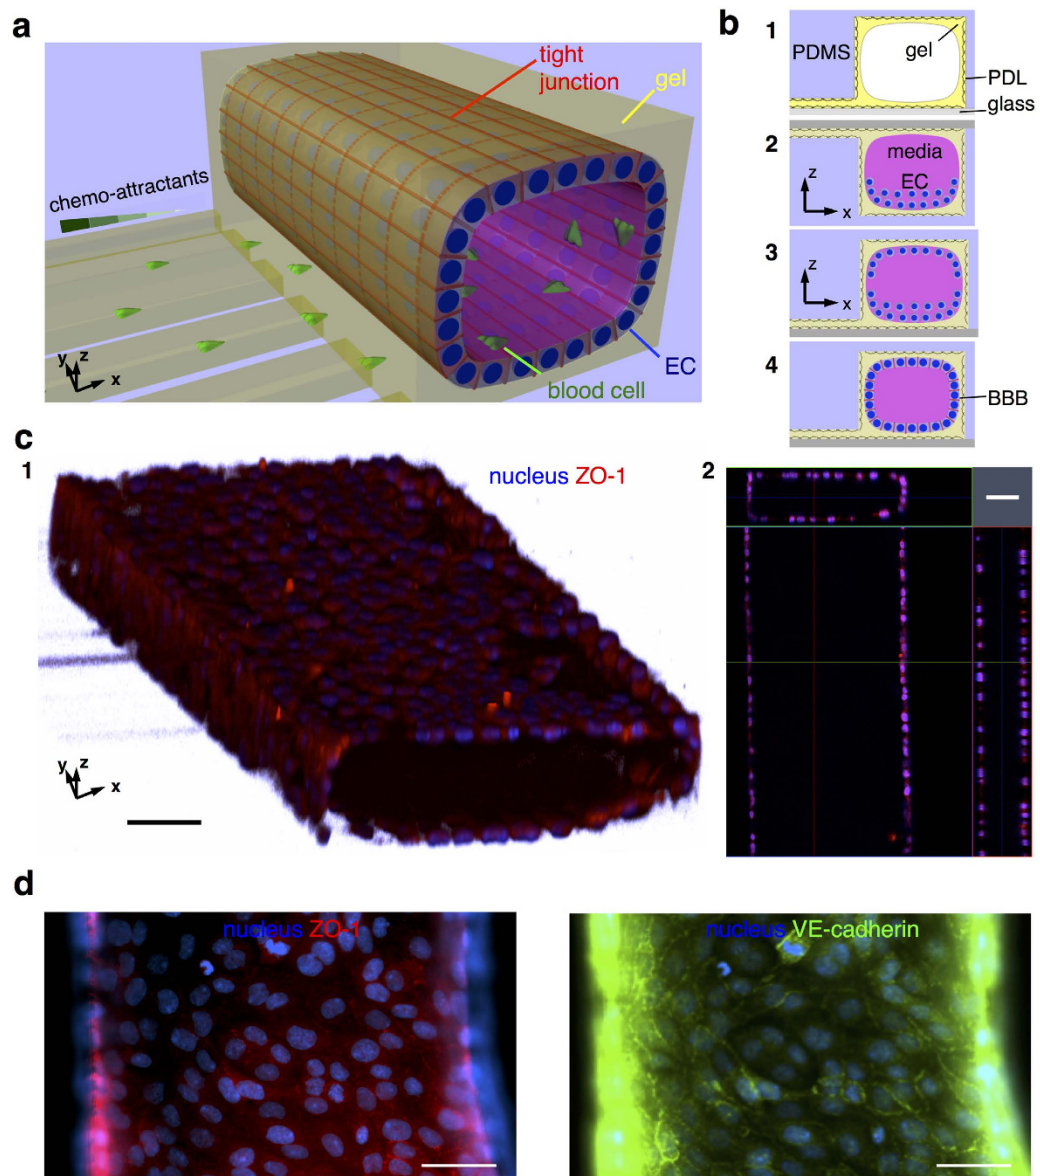 a
tight
junction
gel
chemo-attractants
y z
x
EC
blood cell
b
1
PDMS
gel
PDL
glass
2
media
EC
z
x
3
z
x
4
BBB
c
1
nucleus ZO-1
y z
x
2
d
nucleus ZO-1
nucleus VE-cadherin